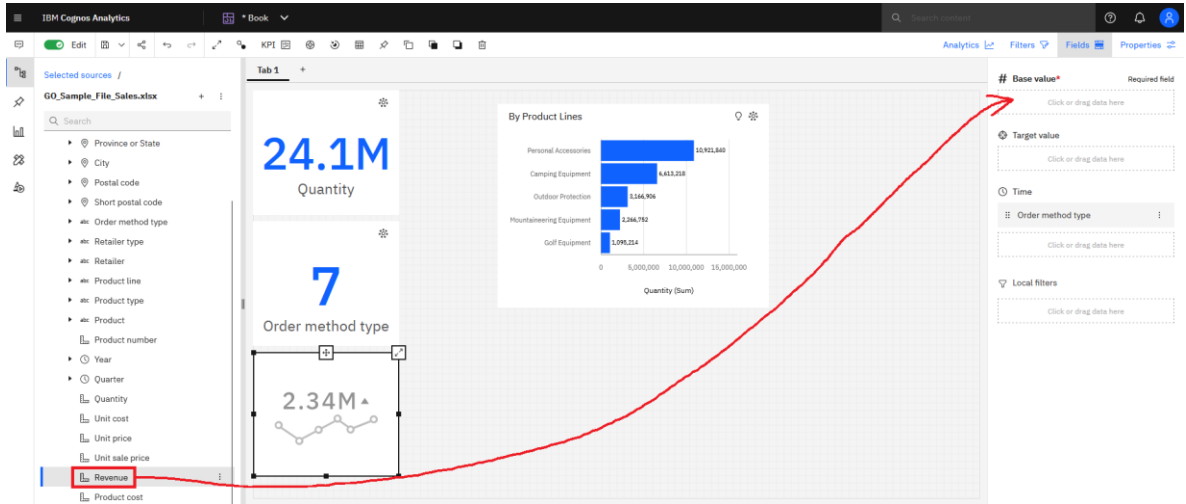 IBM Cognos Analytics
* Book
Search content
Edit
KPI
Analytics
Filters
Fields
Properties
Selected sources /
GO_Sample_File_Sales.xlsx
+
Search
Province or State
City
Postal code
Short postal code
abc Order method type
abc Retailer type
abc Retailer
abc Product line
abc Product type
abc Product
Product number
Year
Quarter
Quantity
Unit cost
Unit price
Unit sale price
Revenue
Product cost
Tab 1 +
24.1M
Quantity
7
Order method type
2.34M
By Product Lines
Personal Accessories 10,921,840
Camping Equipment 6,613,218
Outdoor Protection 3,166,906
Mountaineering Equipment 2,266,752
Golf Equipment 1,095,214
0 5,000,000 10,000,000 15,000,000
Quantity (Sum)
# Base value* Required field
Click or drag data here
Target value
Click or drag data here
Time
Order method type
Click or drag data here
Local filters
Click or drag data here